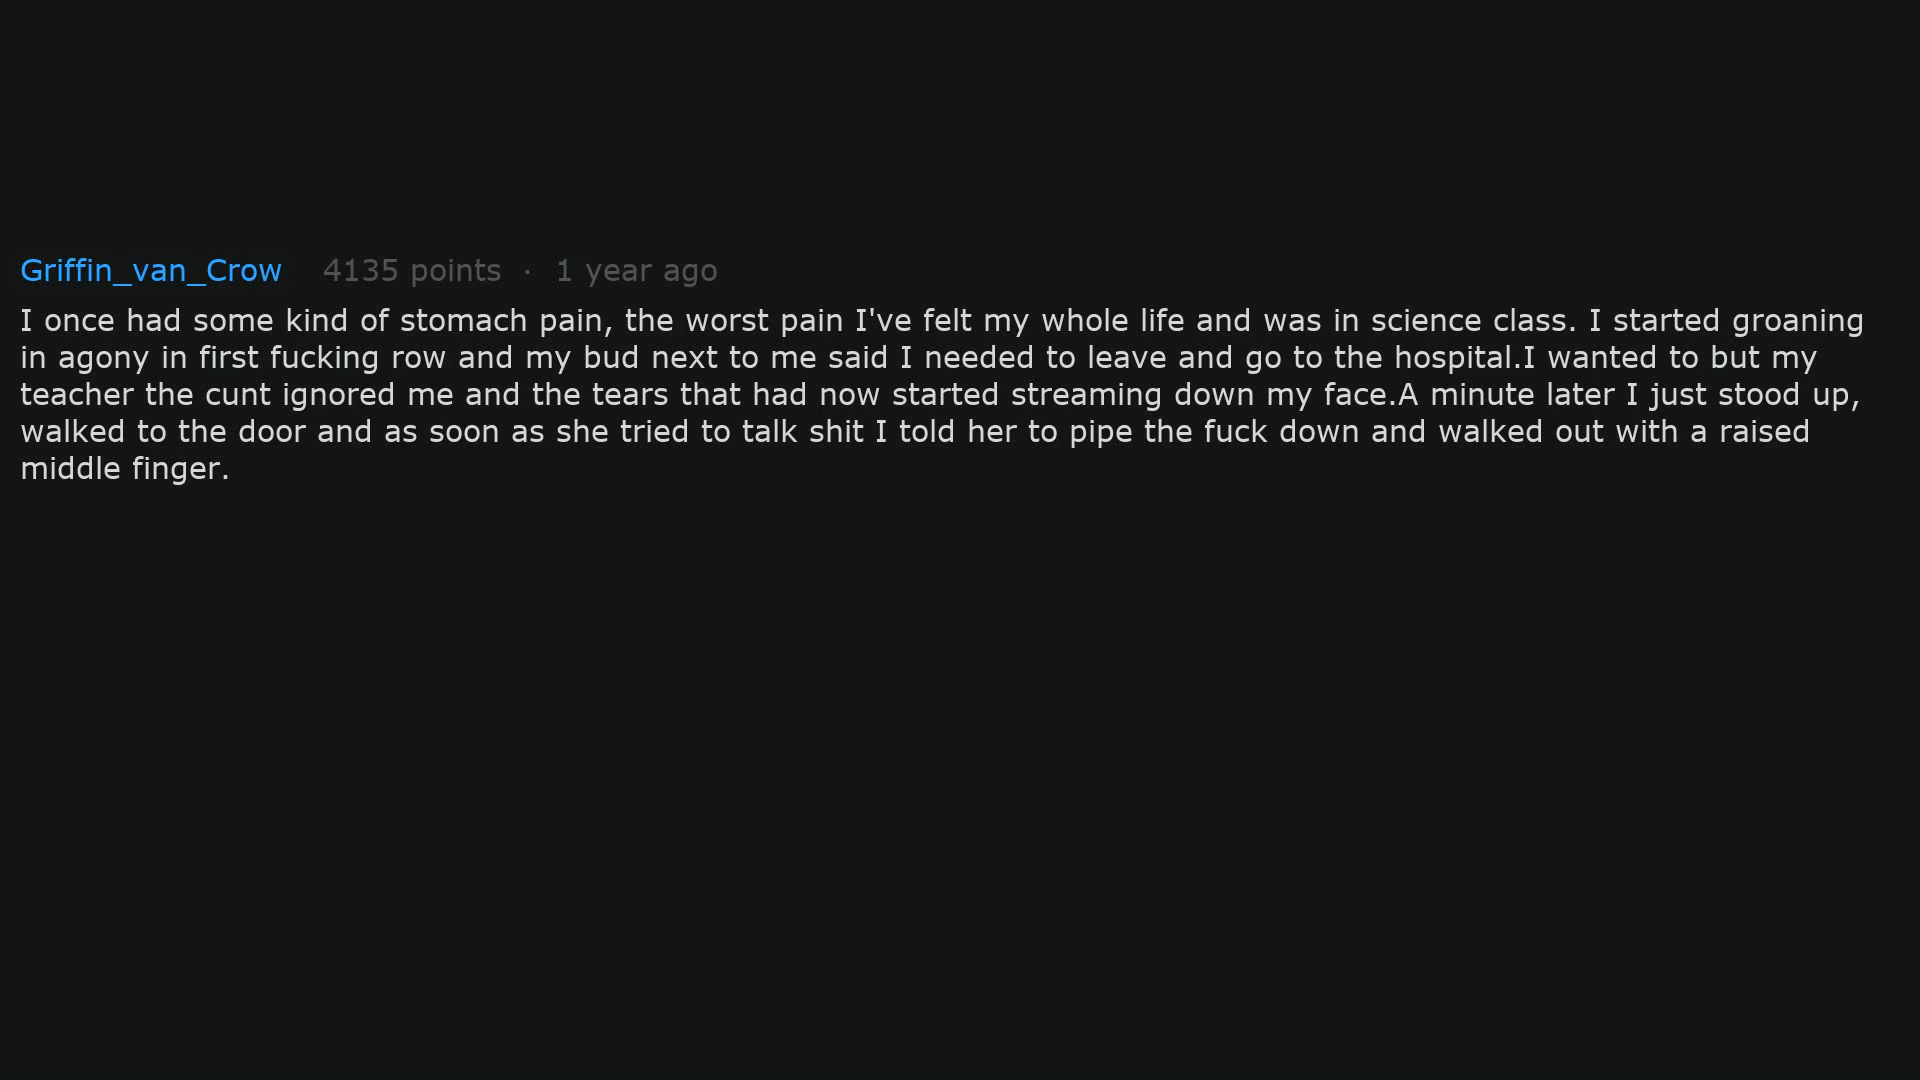 Griffin_van_Crow 4135 points · 1 year ago
I once had some kind of stomach pain, the worst pain I've felt my whole life and was in science class. I started groaning
in agony in first fucking row and my bud next to me said I needed to leave and go to the hospital.I wanted to but my
teacher the cunt ignored me and the tears that had now started streaming down my face.A minute later I just stood up,
walked to the door and as soon as she tried to talk shit I told her to pipe the fuck down and walked out with a raised
middle finger.